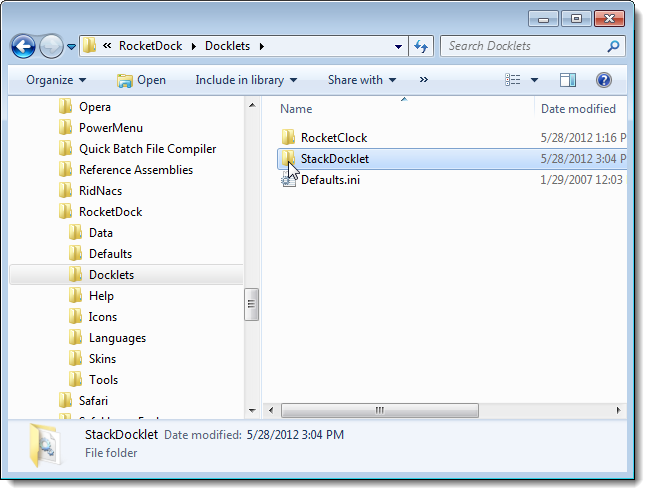 « RocketDock Docklets
Search Docklets
Organize Open Include in library Share with »
Opera
PowerMenu
Quick Batch File Compiler
Reference Assemblies
RidNacs
RocketDock
Data
Defaults
Docklets
Help
Icons
Languages
Skins
Tools
Safari
Name Date modified
RocketClock 5/28/2012 1:16 P
StackDocklet 5/28/2012 3:04 P
Defaults.ini 1/29/2007 12:03
StackDocklet Date modified: 5/28/2012 3:04 PM
File folder